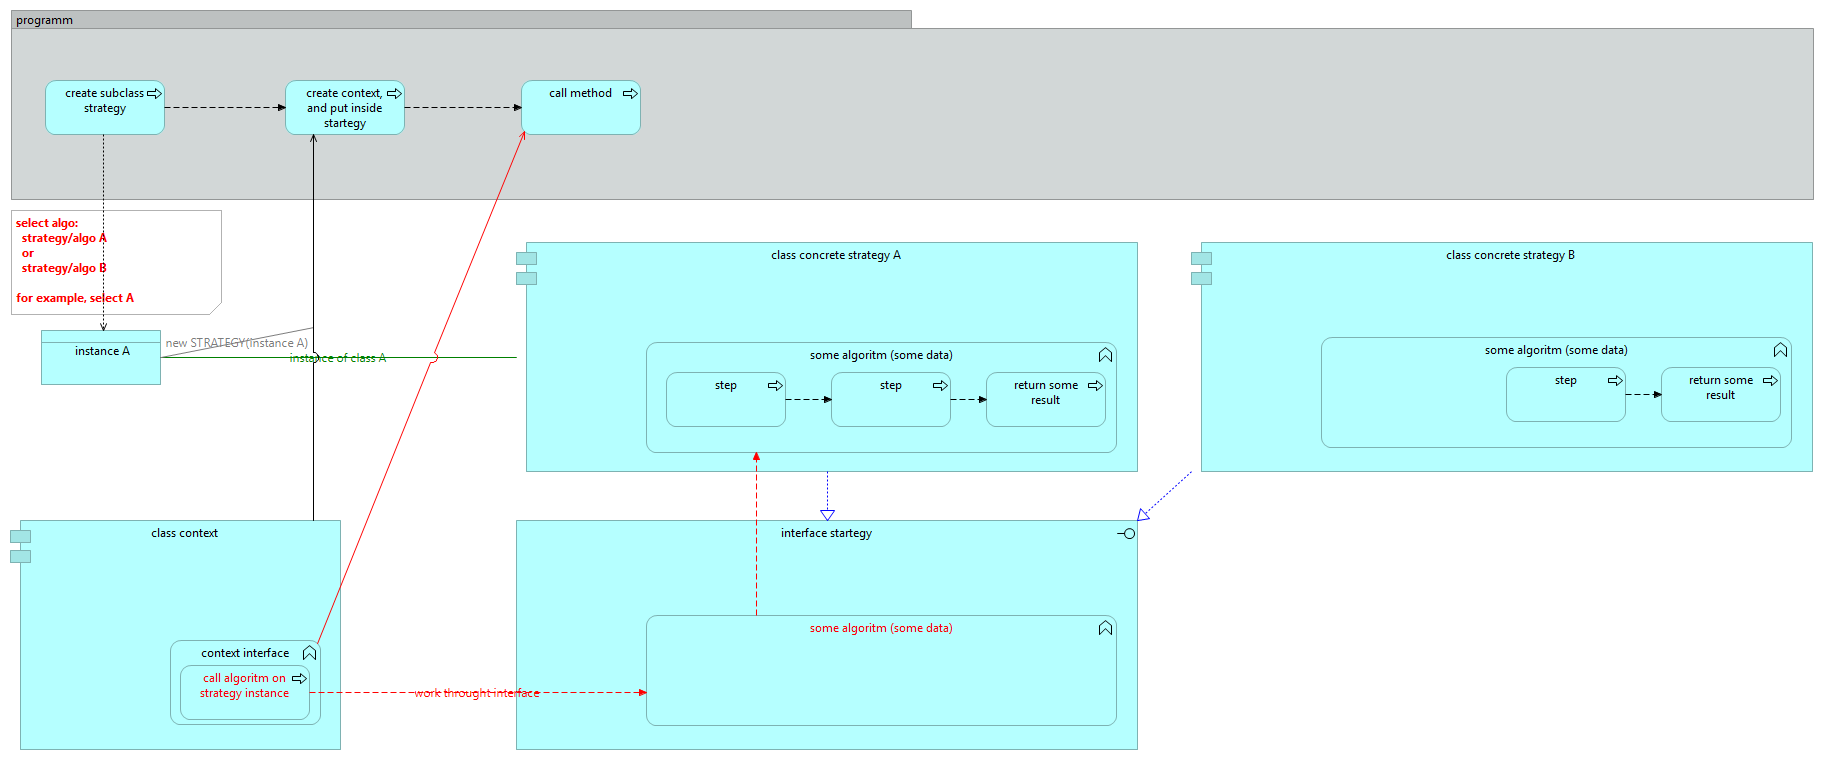 programm
create subclass
strategy
create context,
and put inside
startegy
call method
select algo:
strategy/algo A
or
strategy/algo B
for example, select A
instance A
new STRATEGY(Instance A)
instance of class A
class concrete strategy A
some algoritm (some data)
step
step
return some
result
class concrete strategy B
some algoritm (some data)
step
return some
result
class context
context interface
call algoritm on
strategy instance
work throught interface
interface startegy
some algoritm (some data)